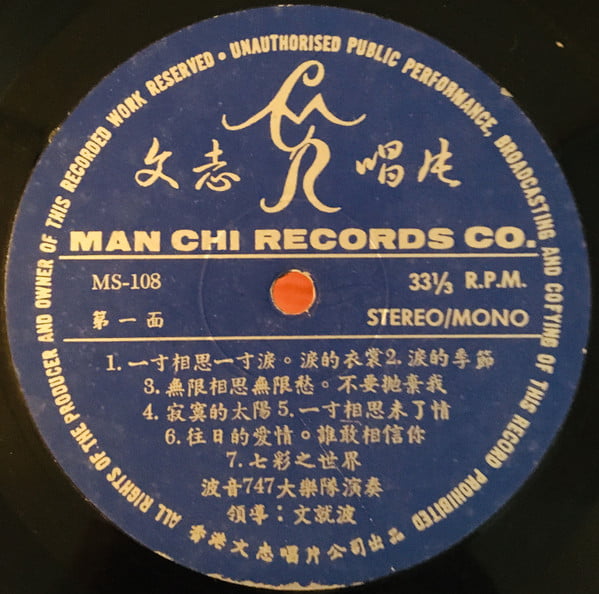 ALL RIGHTS OF THE PRODUCER AND OWNER OF THIS RECORDED WORK RESERVED • UNAUTHORISED PUBLIC PERFORMANCE, BROADCASTING AND COPYING OF THIS RECORD PROHIBITED
文志 唱片
MAN CHI RECORDS CO.
MS-108 33⅓ R.P.M.
第一面 STEREO/MONO
1. 一寸相思一寸淚。淚的衣裳 2. 淚的季節
3. 無限相思無限愁。不要拋棄我
4. 寂寞的太陽 5. 一寸相思未了情
6. 往日的愛情。誰敢相信你
7. 七彩之世界
波音747大樂隊演奏
領導：文就波
香港文志唱片公司出品